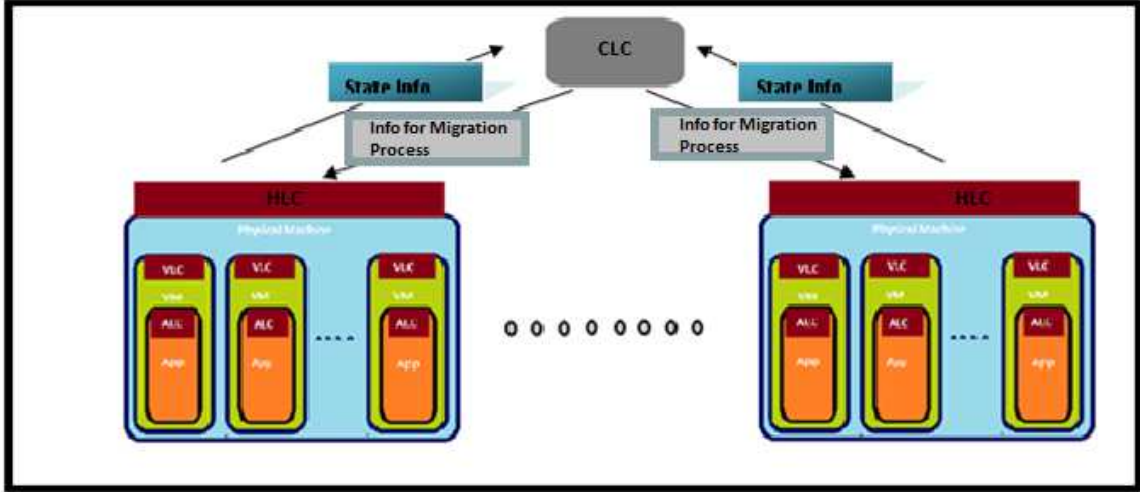 CLC
State Info
State Info
Info for Migration
Process
Info for Migration
Process
HLC
HLC
Physical Machine
Physical Machine
VLC
VLC
VLC
VLC
VLC
VLC
VM
VM
VM
VM
VM
VM
ALC
ALC
ALC
ALC
ALC
ALC
App
App
App
App
App
App